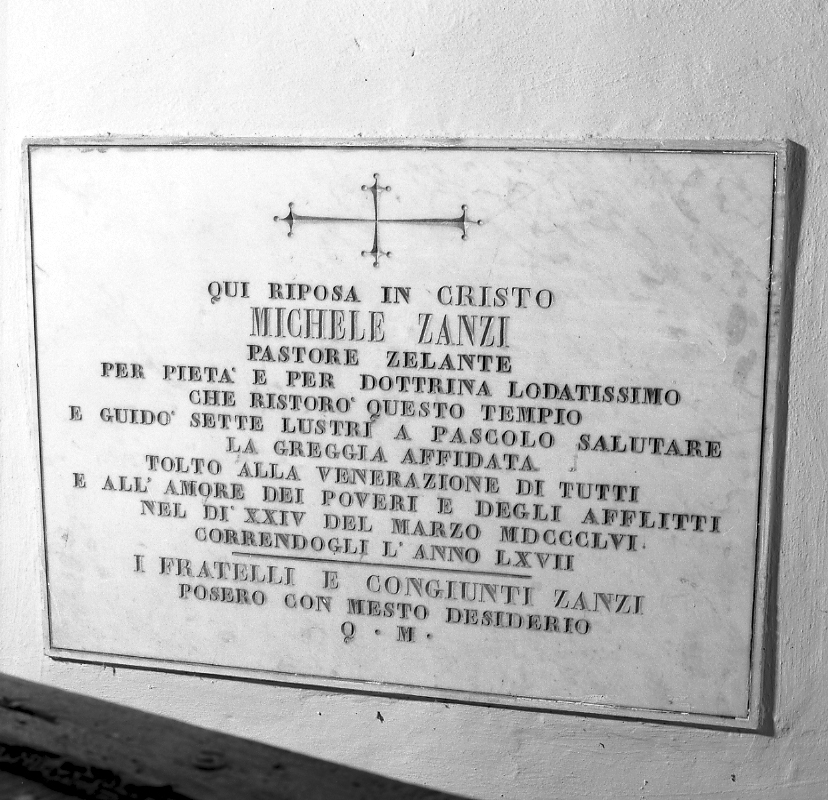 QUI RIPOSA IN CRISTO
MICHELE ZANZI
PASTORE ZELANTE
PER PIETA' E PER DOTTRINA LODATISSIMO
CHE RISTORO' QUESTO TEMPIO
E GUIDO' SETTE LUSTRI A PASCOLO SALUTARE
LA GREGGIA AFFIDATA
TOLTO ALLA VENERAZIONE DI TUTTI
E ALL' AMORE DEI POVERI E DEGLI AFFLITTI
NEL DI' XXIV DEL MARZO MDCCCLVI
CORRENDOGLI L' ANNO LXVII
I FRATELLI E CONGIUNTI ZANZI
POSERO CON MESTO DESIDERIO
Q · M ·